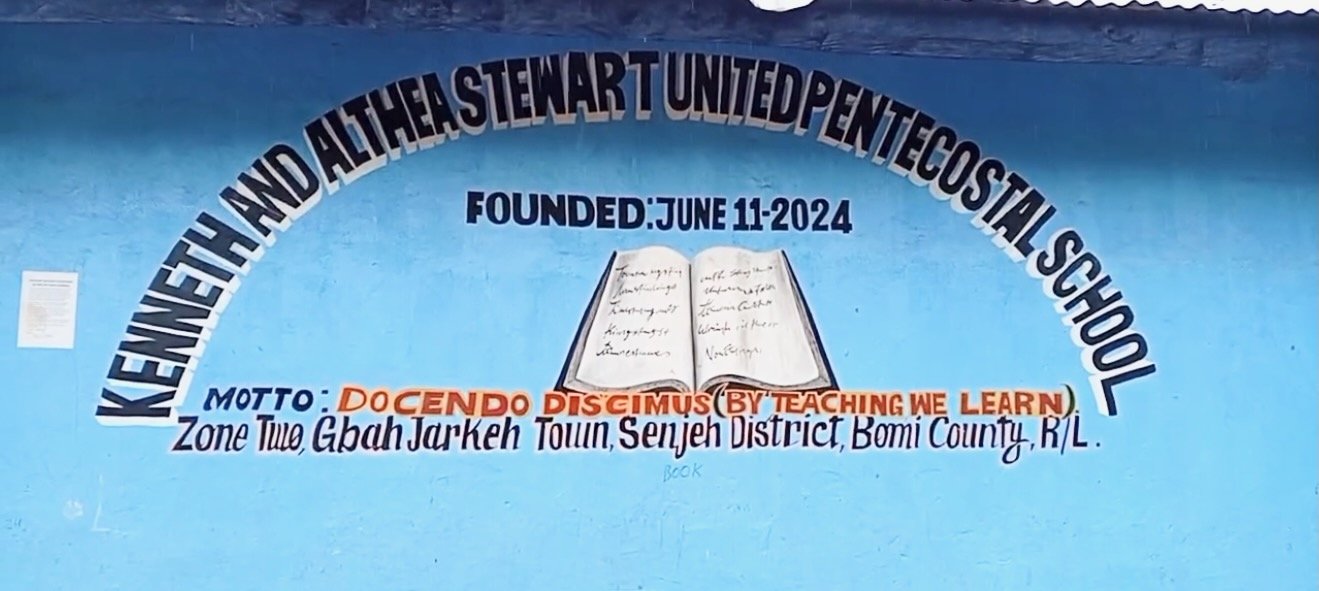 KENNETH AND ALTHEA STEWART UNITED PENTECOSTAL SCHOOL
FOUNDED: JUNE 11-2024
MOTTO: DOCENDO DISCIMUS (BY TEACHING WE LEARN).
Zone Two, Gbah Jarkeh Town, Senjeh District, Bomi County, R/L.
BOOK